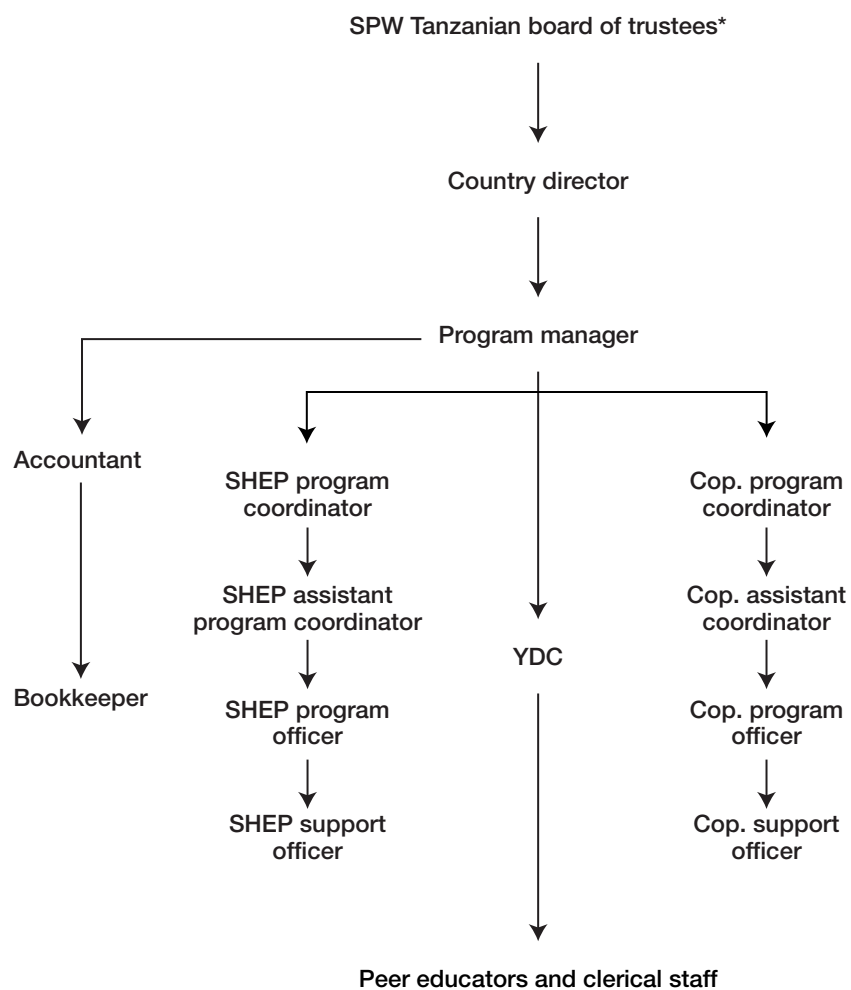 SPW Tanzanian board of trustees*
Country director
Program manager
Accountant
SHEP program
coordinator
Cop. program
coordinator
SHEP assistant
program coordinator
Cop. assistant
coordinator
YDC
Bookkeeper
SHEP program
officer
Cop. program
officer
SHEP support
officer
Cop. support
officer
Peer educators and clerical staff